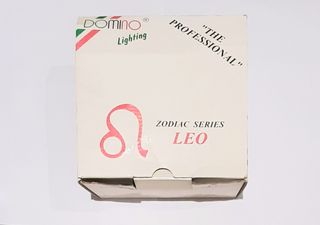 DOMINO®
Lighting
"THE
PROFESSIONAL"
ZODIAC SERIES
LEO